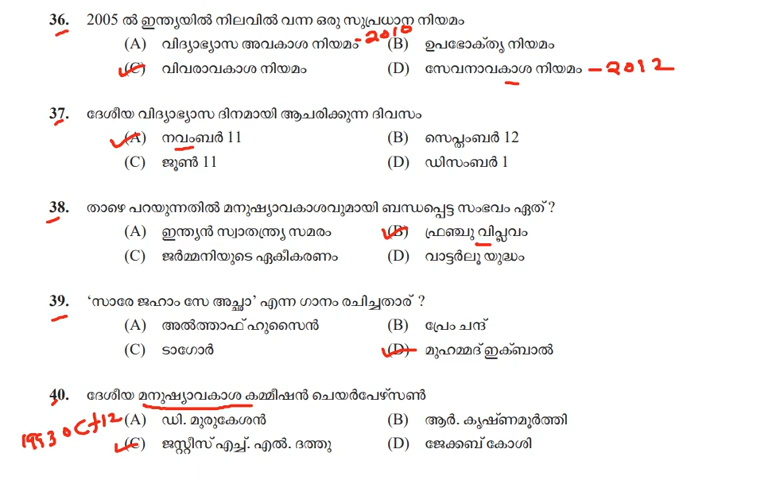 36. 2005 ൽ ഇന്ത്യയിൽ നിലവിൽ വന്ന ഒരു സുപ്രധാന നിയമം
(A) വിദ്യാഭ്യാസ അവകാശ നിയമം -2010 (B) ഉപഭോക്തൃ നിയമം
(C) വിവരാവകാശ നിയമം (D) സേവനാവകാശ നിയമം -2012
37. ദേശീയ വിദ്യാഭ്യാസ ദിനമായി ആചരിക്കുന്ന ദിവസം
(A) നവംബർ 11 (B) സെപ്തംബർ 12
(C) ജൂൺ 11 (D) ഡിസംബർ 1
38. താഴെ പറയുന്നതിൽ മനുഷ്യാവകാശവുമായി ബന്ധപ്പെട്ട സംഭവം ഏത് ?
(A) ഇന്ത്യൻ സ്വാതന്ത്ര്യ സമരം (B) ഫ്രഞ്ചു വിപ്ലവം
(C) ജർമ്മനിയുടെ ഏകീകരണം (D) വാട്ടർലൂ യുദ്ധം
39. ‘സാരേ ജഹാം സേ അച്ഛാ’ എന്ന ഗാനം രചിച്ചതാര് ?
(A) അൽത്താഫ് ഹുസൈൻ (B) പ്രേം ചന്ദ്
(C) ടാഗോർ (D) മുഹമ്മദ് ഇക്ബാൽ
40. ദേശീയ മനുഷ്യാവകാശ കമ്മീഷൻ ചെയർപേഴ്സൺ
1993 oct 12 (A) ഡി. മുരുകേശൻ (B) ആർ. കൃഷ്ണമൂർത്തി
(C) ജസ്റ്റീസ് എച്ച്. എൽ. ദത്തു (D) ജേക്കബ് കോശി